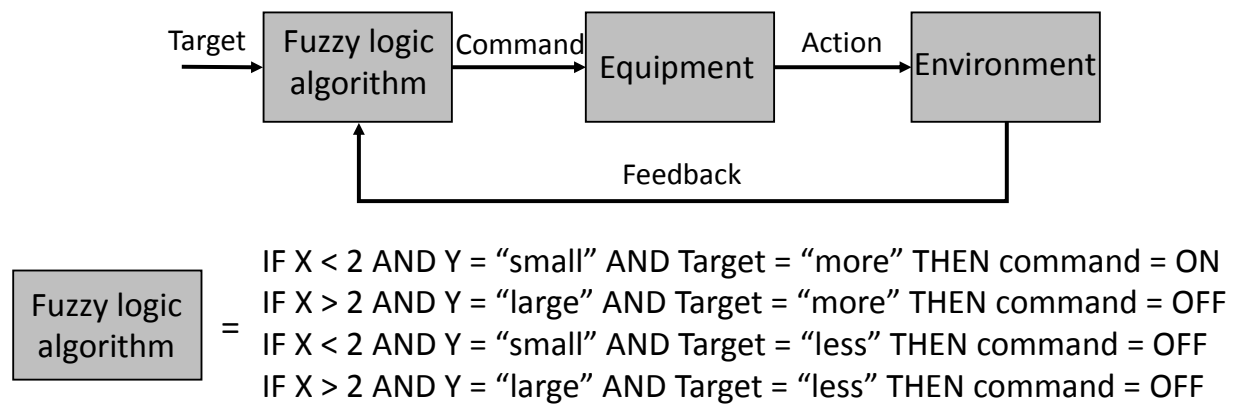 Target
Fuzzy logic
algorithm
Command
Equipment
Action
Environment
Feedback
Fuzzy logic
algorithm
=
IF X < 2 AND Y = “small” AND Target = “more” THEN command = ON
IF X > 2 AND Y = “large” AND Target = “more” THEN command = OFF
IF X < 2 AND Y = “small” AND Target = “less” THEN command = OFF
IF X > 2 AND Y = “large” AND Target = “less” THEN command = OFF